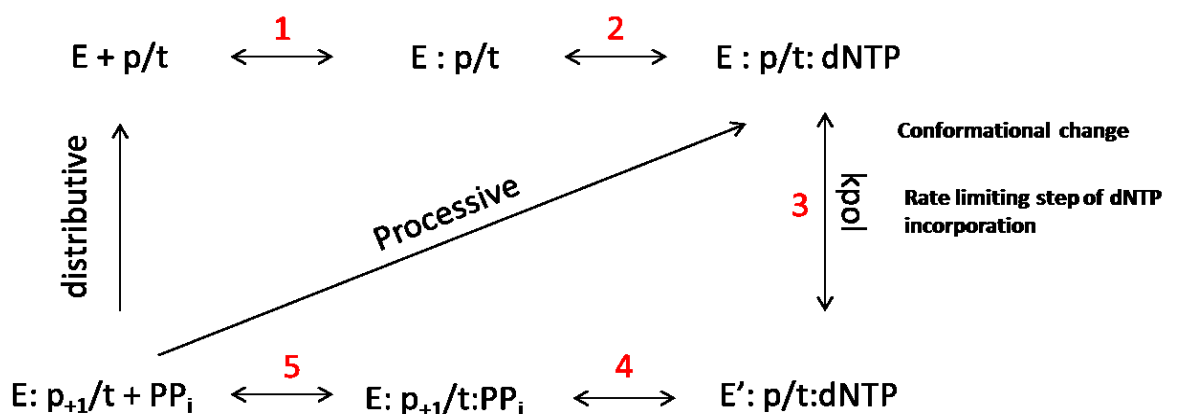 1 2
E + p/t E : p/t E : p/t: dNTP
distributive
Processive
3
kpol
Conformational change
Rate limiting step of dNTP
incorporation
5 4
E: p₊₁/t + PPᵢ E: p₊₁/t:PPᵢ E’: p/t:dNTP